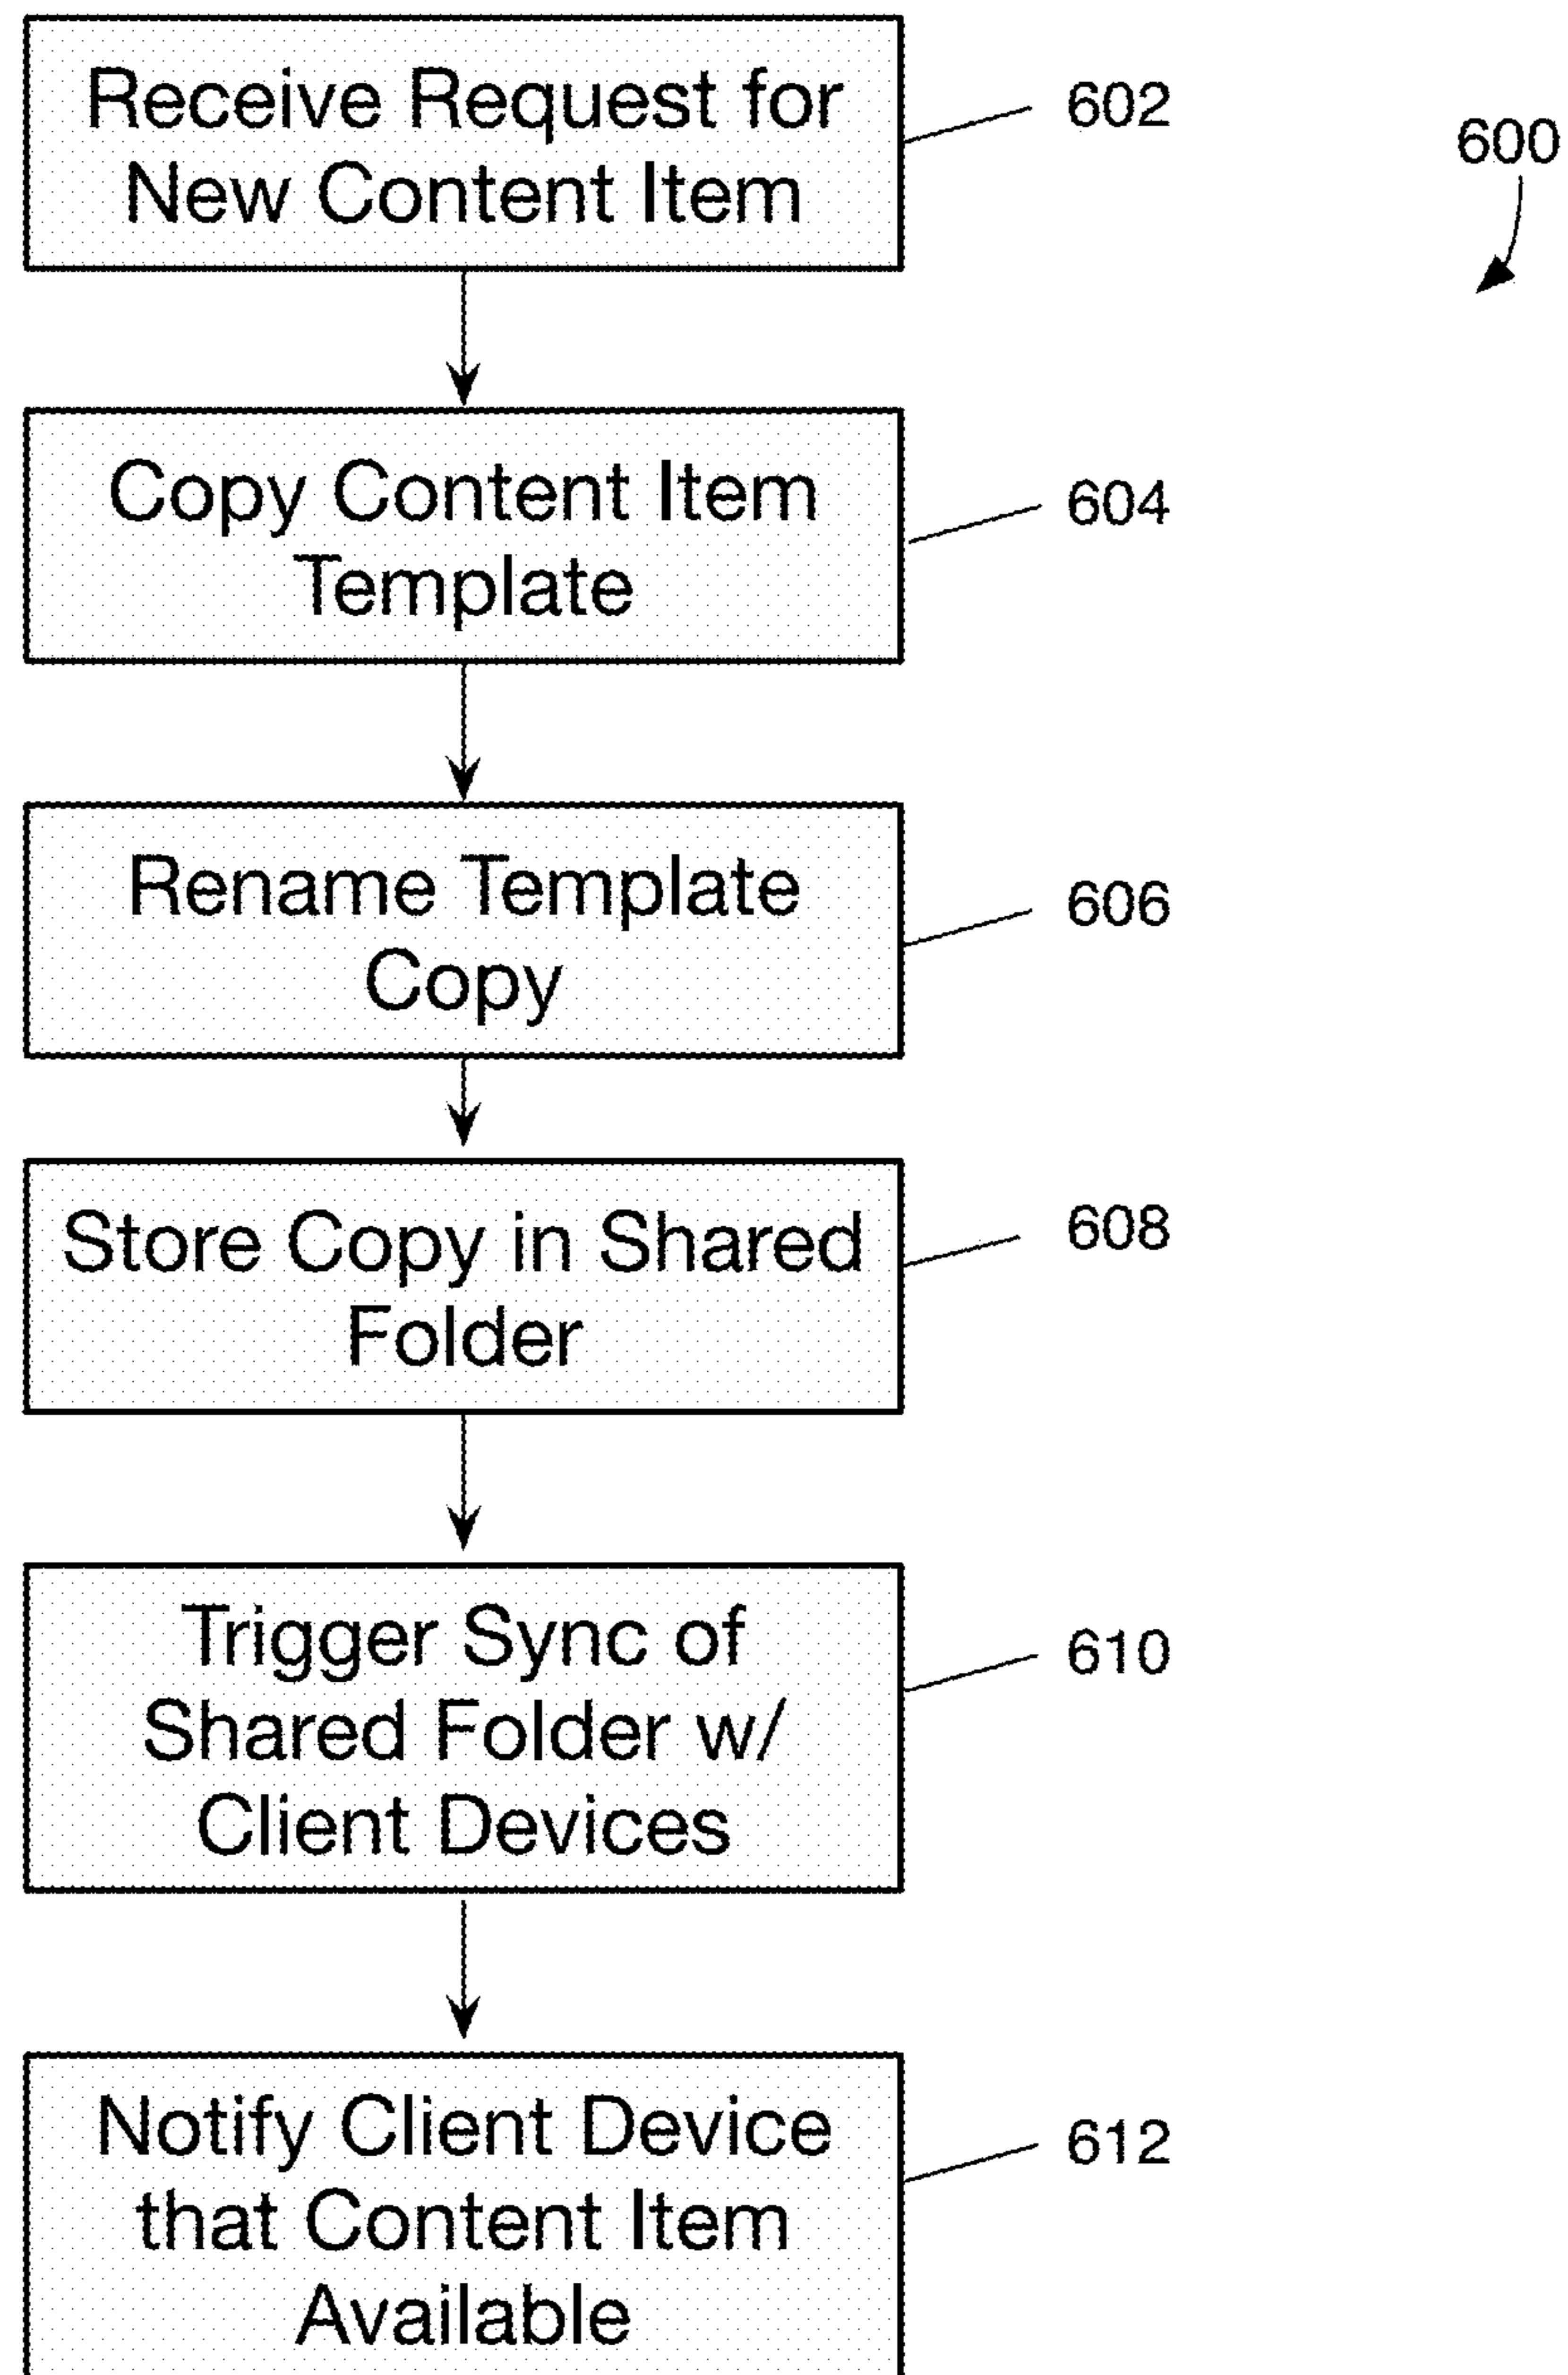 Receive Request for
New Content Item
602
600
Copy Content Item
Template
604
Rename Template
Copy
606
Store Copy in Shared
Folder
608
Trigger Sync of
Shared Folder w/
Client Devices
610
Notify Client Device
that Content Item
Available
612